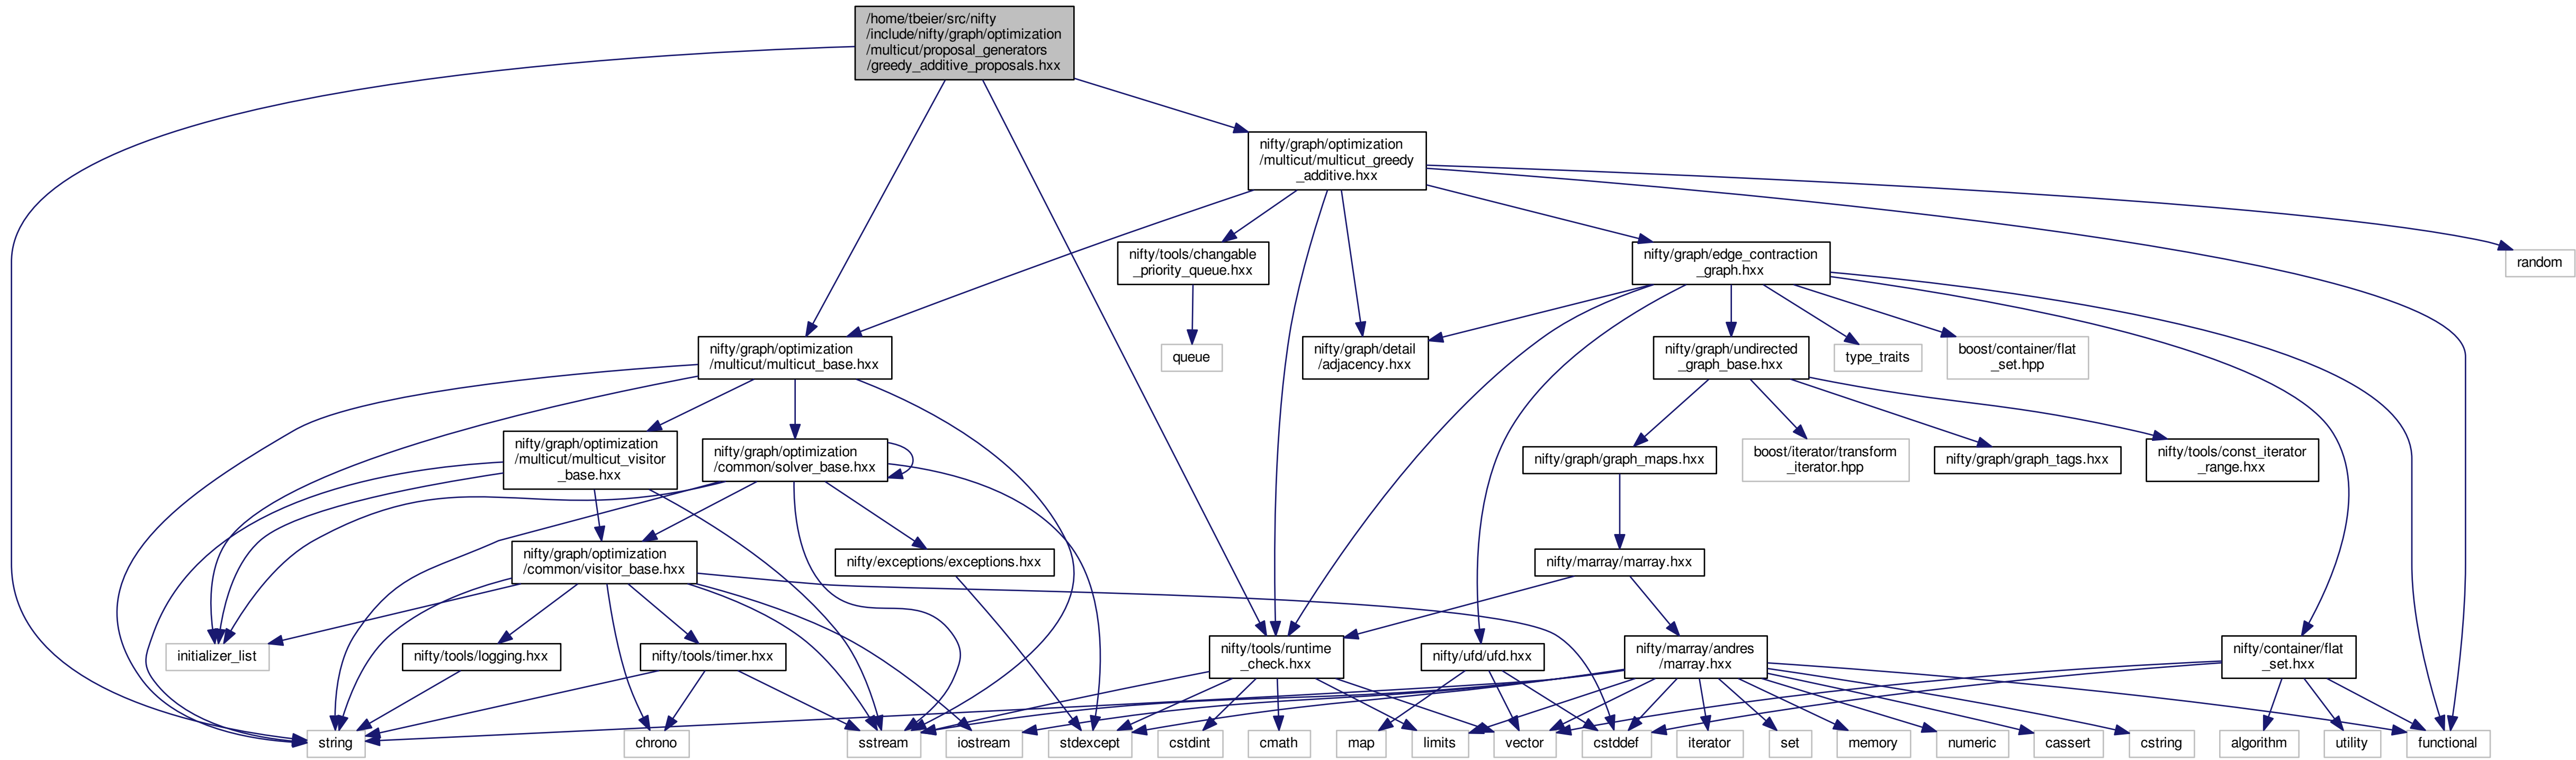 /home/tbeier/src/nifty
/include/nifty/graph/optimization
/multicut/proposal_generators
/greedy_additive_proposals.hxx
nifty/graph/optimization
/multicut/multicut_greedy
_additive.hxx
nifty/tools/changable
_priority_queue.hxx
nifty/graph/edge_contraction
_graph.hxx
random
nifty/graph/optimization
/multicut/multicut_base.hxx
queue
nifty/graph/detail
/adjacency.hxx
nifty/graph/undirected
_graph_base.hxx
type_traits
boost/container/flat
_set.hpp
nifty/graph/optimization
/multicut/multicut_visitor
_base.hxx
nifty/graph/optimization
/common/solver_base.hxx
nifty/graph/graph_maps.hxx
boost/iterator/transform
_iterator.hpp
nifty/graph/graph_tags.hxx
nifty/tools/const_iterator
_range.hxx
nifty/graph/optimization
/common/visitor_base.hxx
nifty/exceptions/exceptions.hxx
nifty/marray/marray.hxx
initializer_list
nifty/tools/logging.hxx
nifty/tools/timer.hxx
nifty/tools/runtime
_check.hxx
nifty/ufd/ufd.hxx
nifty/marray/andres
/marray.hxx
nifty/container/flat
_set.hxx
string
chrono
sstream
iostream
stdexcept
cstdint
cmath
map
limits
vector
cstddef
iterator
set
memory
numeric
cassert
cstring
algorithm
utility
functional